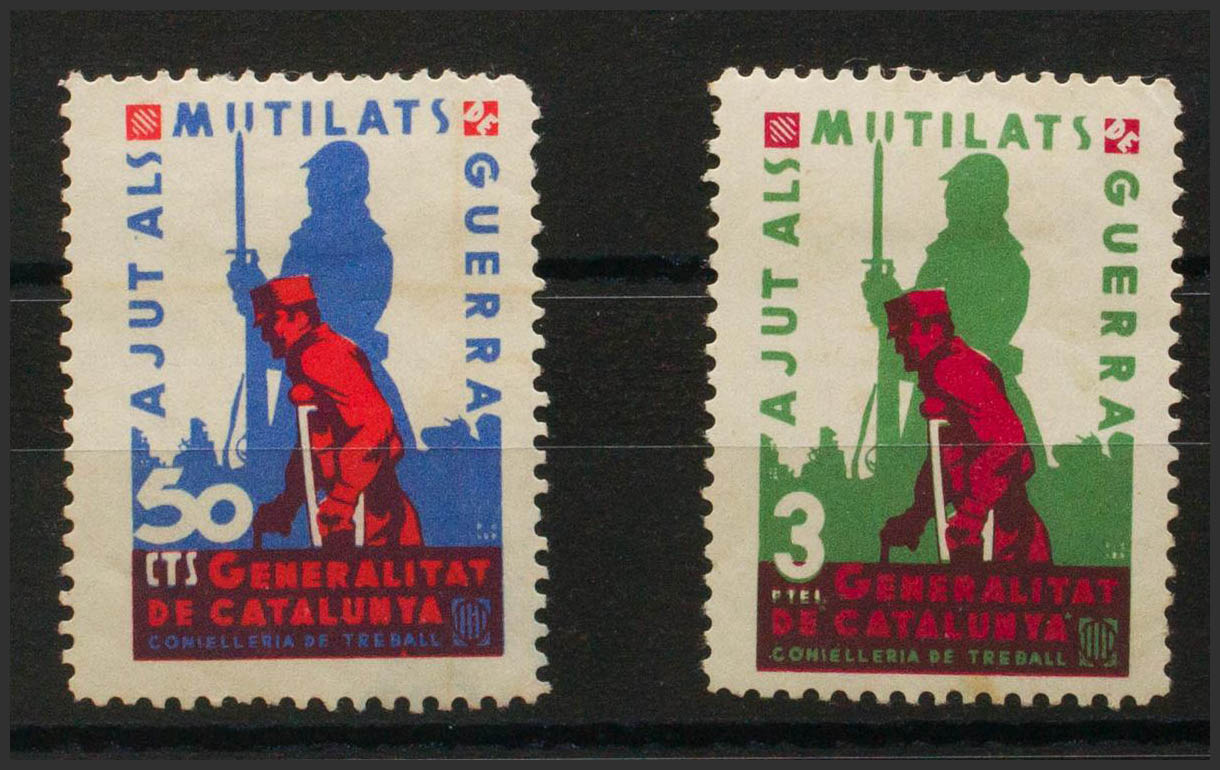 AJUT ALS
MUTILATS
DE
GUERRA
50
CTS GENERALITAT
DE CATALUNYA
CONSELLERIA DE TREBALL
AJUT ALS
MUTILATS
DE
GUERRA
3
PTES. GENERALITAT
DE CATALUNYA
CONSELLERIA DE TREBALL